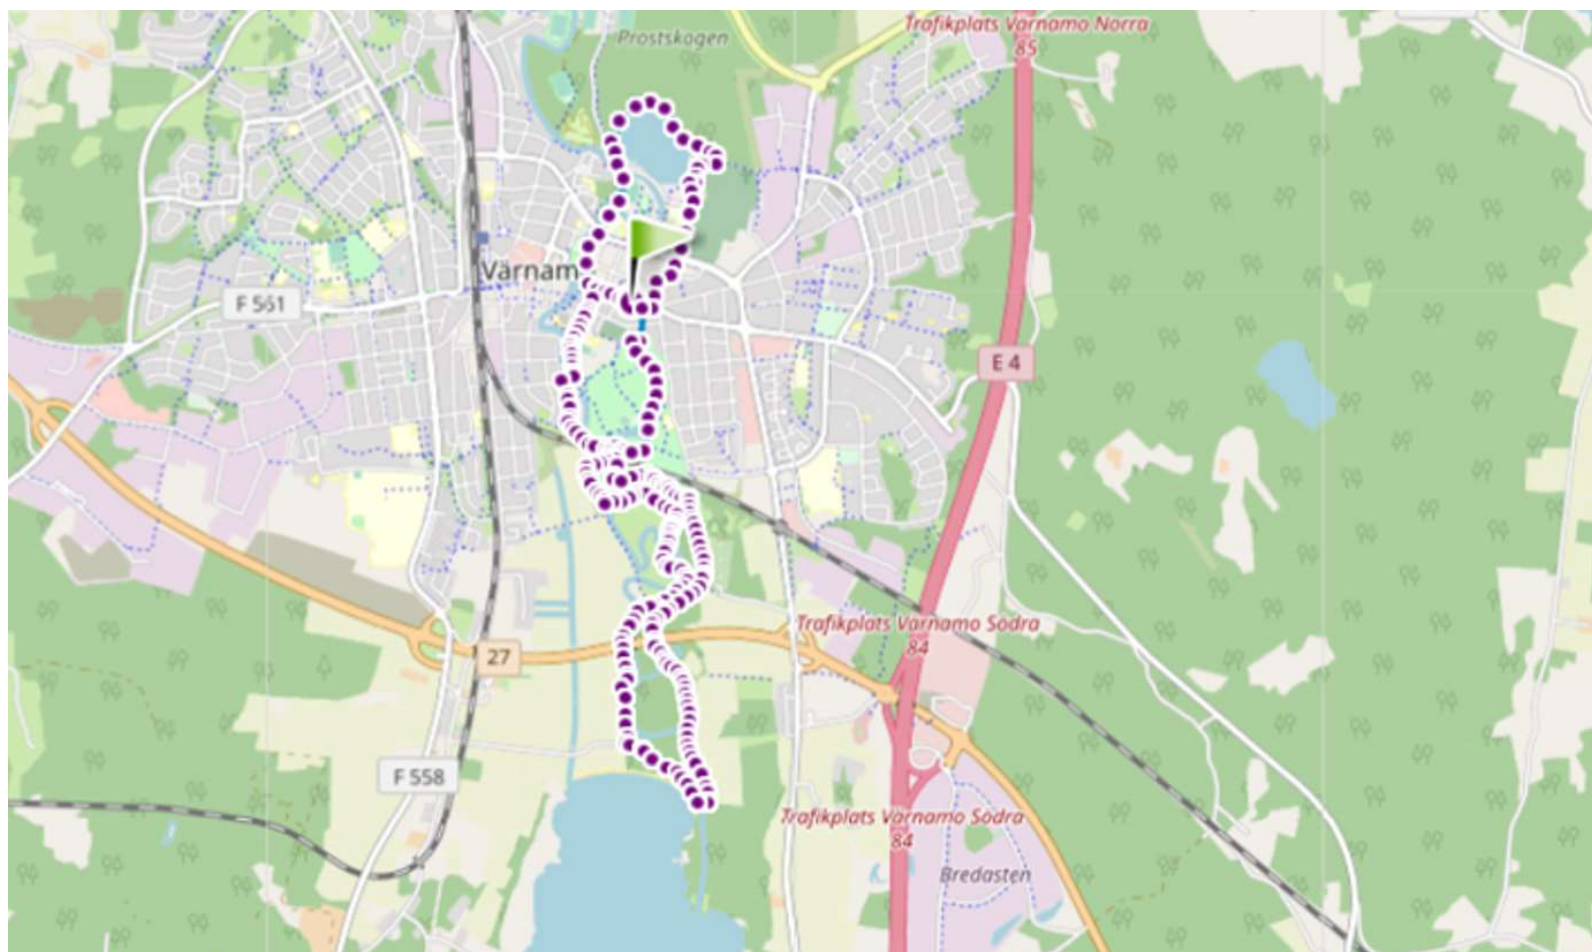 Trafikplats Värnamo Norra
85
Prostskogen
Värnam
F 561
E 4
Trafikplats Värnamo Södra
84
27
F 558
Trafikplats Värnamo Södra
84
Bredasten